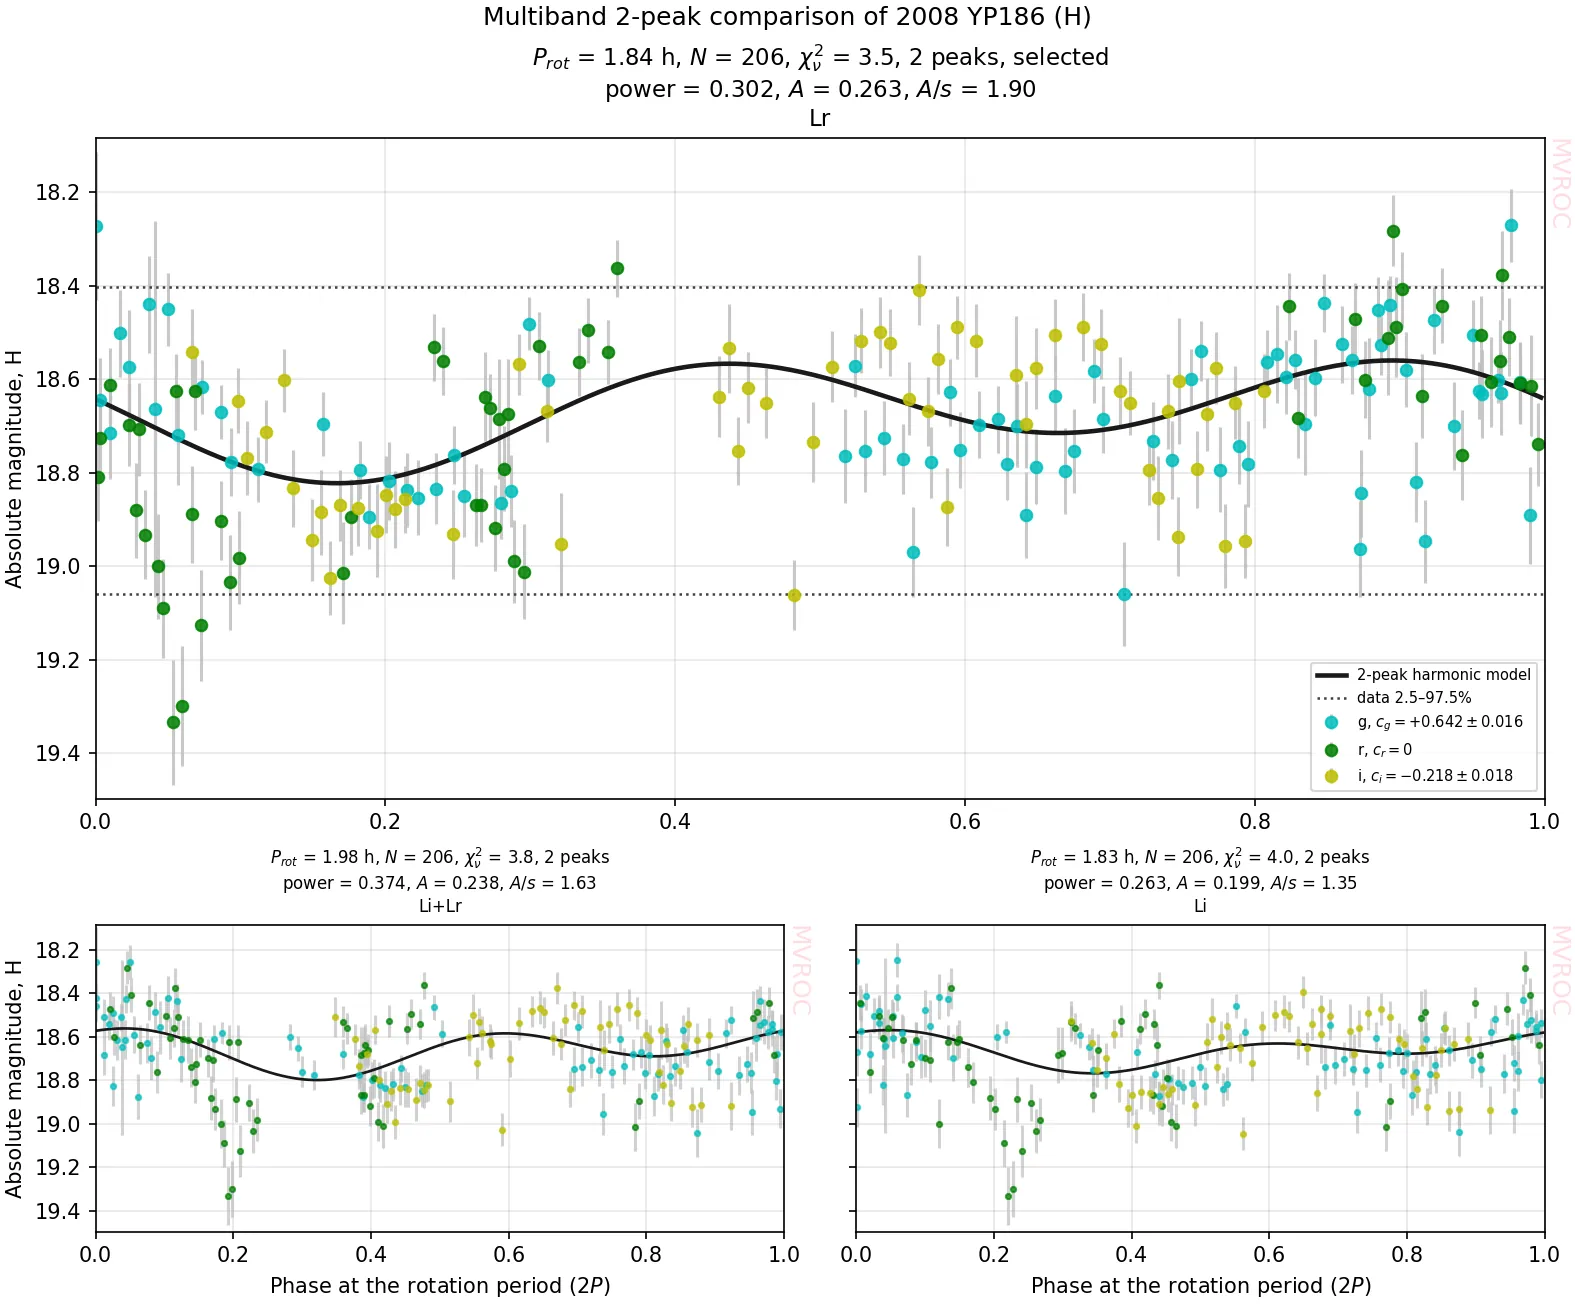 Multiband 2-peak comparison of 2008 YP186 (H)
P_rot = 1.84 h, N = 206, χ²_ν = 3.5, 2 peaks, selected
power = 0.302, A = 0.263, A/s = 1.90
Lr
MVROC
18.2
18.4
18.6
18.8
19.0
19.2
19.4
Absolute magnitude, H
2-peak harmonic model
data 2.5–97.5%
g, c_g = +0.642 ± 0.016
r, c_r = 0
i, c_i = −0.218 ± 0.018
0.0 0.2 0.4 0.6 0.8 1.0
P_rot = 1.98 h, N = 206, χ²_ν = 3.8, 2 peaks
power = 0.374, A = 0.238, A/s = 1.63
Li+Lr
MVROC
18.2
18.4
18.6
18.8
19.0
19.2
19.4
Absolute magnitude, H
0.0 0.2 0.4 0.6 0.8 1.0
Phase at the rotation period (2P)
P_rot = 1.83 h, N = 206, χ²_ν = 4.0, 2 peaks
power = 0.263, A = 0.199, A/s = 1.35
Li
MVROC
0.0 0.2 0.4 0.6 0.8 1.0
Phase at the rotation period (2P)